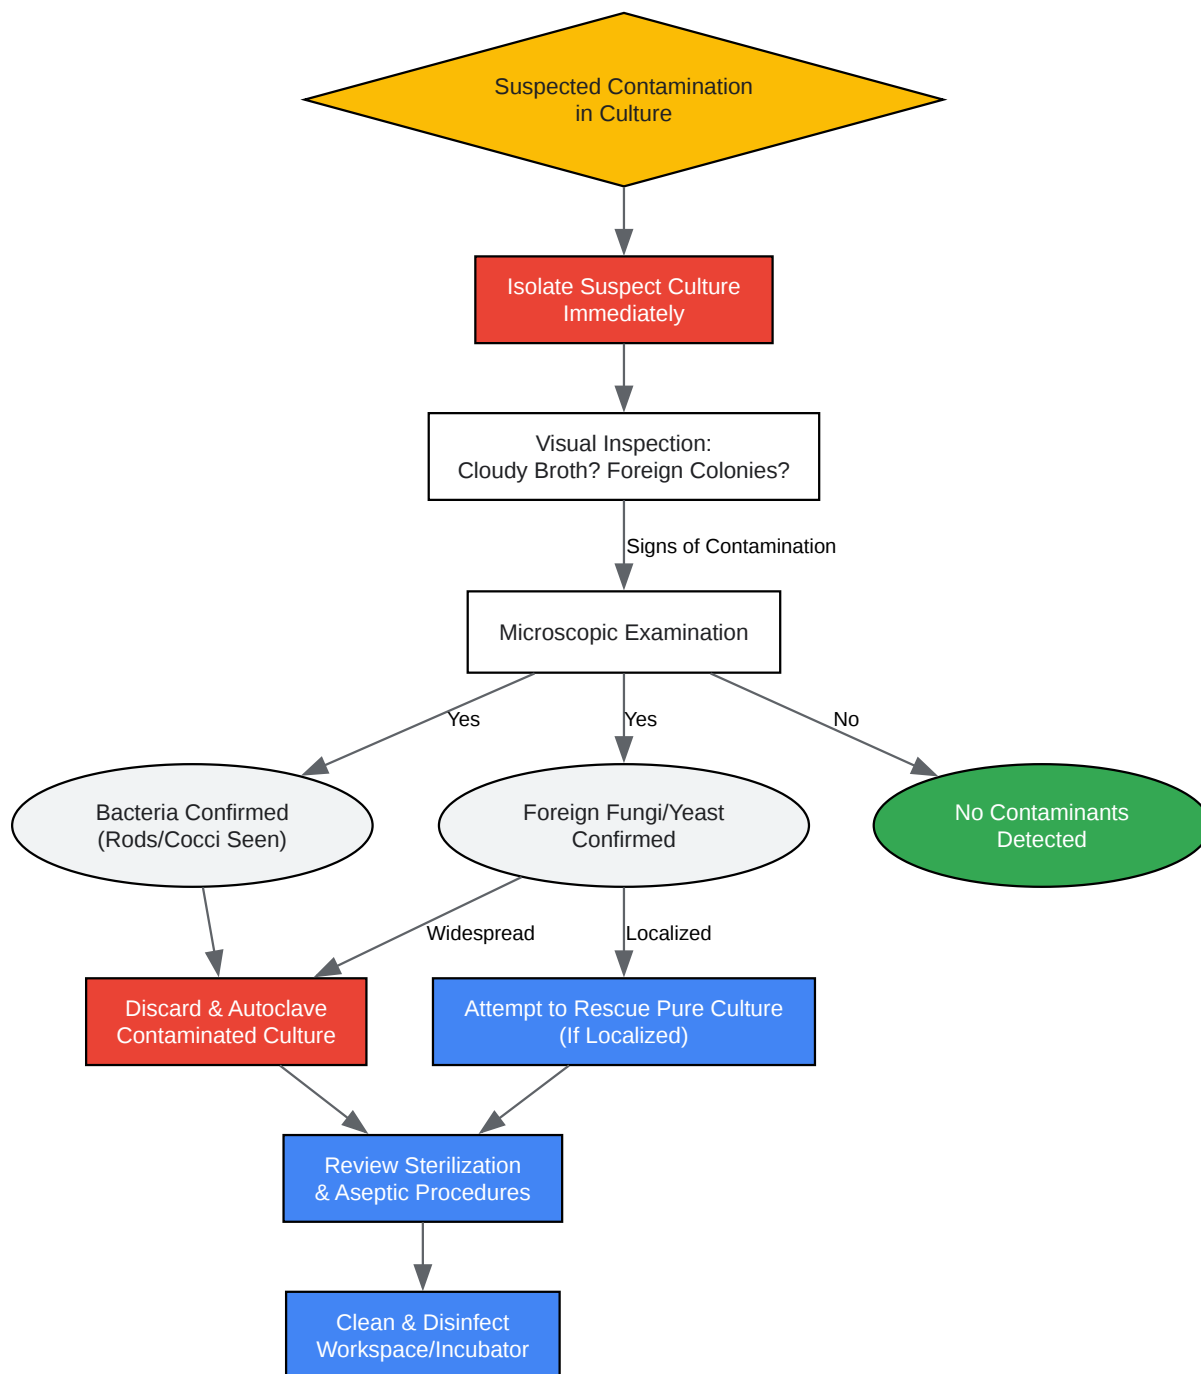 Suspected Contamination
in Culture
Isolate Suspect Culture
Immediately
Visual Inspection:
Cloudy Broth? Foreign Colonies?
Signs of Contamination
Microscopic Examination
Yes
Yes
No
Bacteria Confirmed
(Rods/Cocci Seen)
Foreign Fungi/Yeast
Confirmed
No Contaminants
Detected
Widespread
Localized
Discard & Autoclave
Contaminated Culture
Attempt to Rescue Pure Culture
(If Localized)
Review Sterilization
& Aseptic Procedures
Clean & Disinfect
Workspace/Incubator